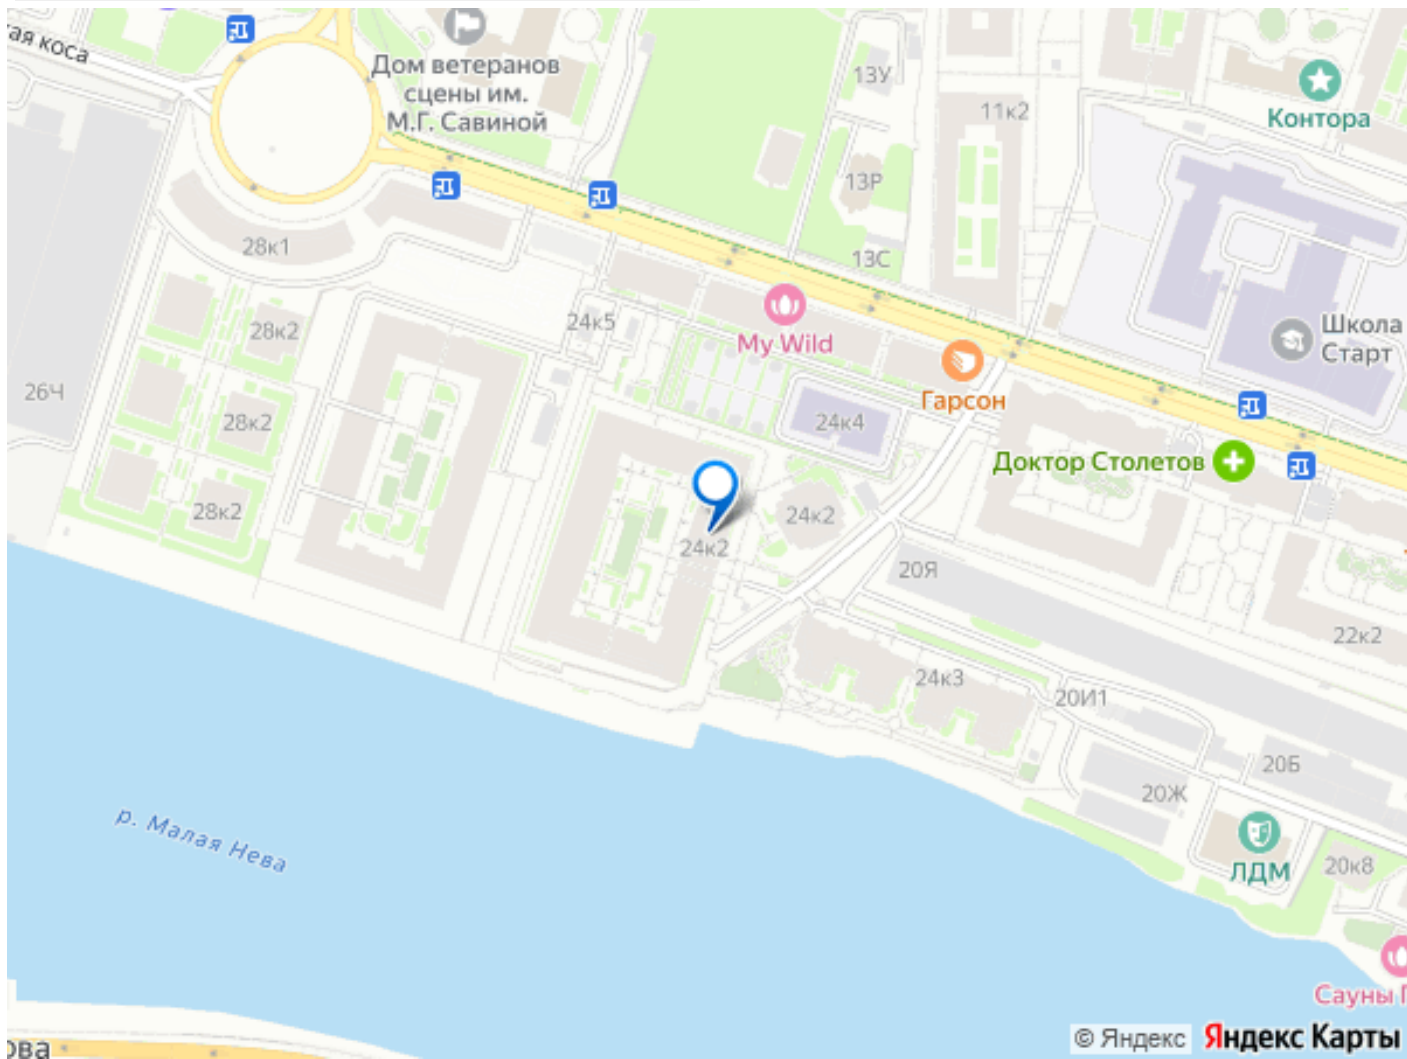 кая коса
Дом ветеранов
сцены им.
М.Г. Савиной
13У
11к2
Контора
13Р
28к1
13С
24к5
My Wild
28к2
Школа
Старт
26Ч
Гарсон
28к2
24к4
Доктор Столетов
28к2
24к2
24к2
20Я
22к2
24к3
20И1
20Б
20Ж
р. Малая Нева
ЛДМ
20к8
Сауны
© Яндекс
Яндекс Карты
ова